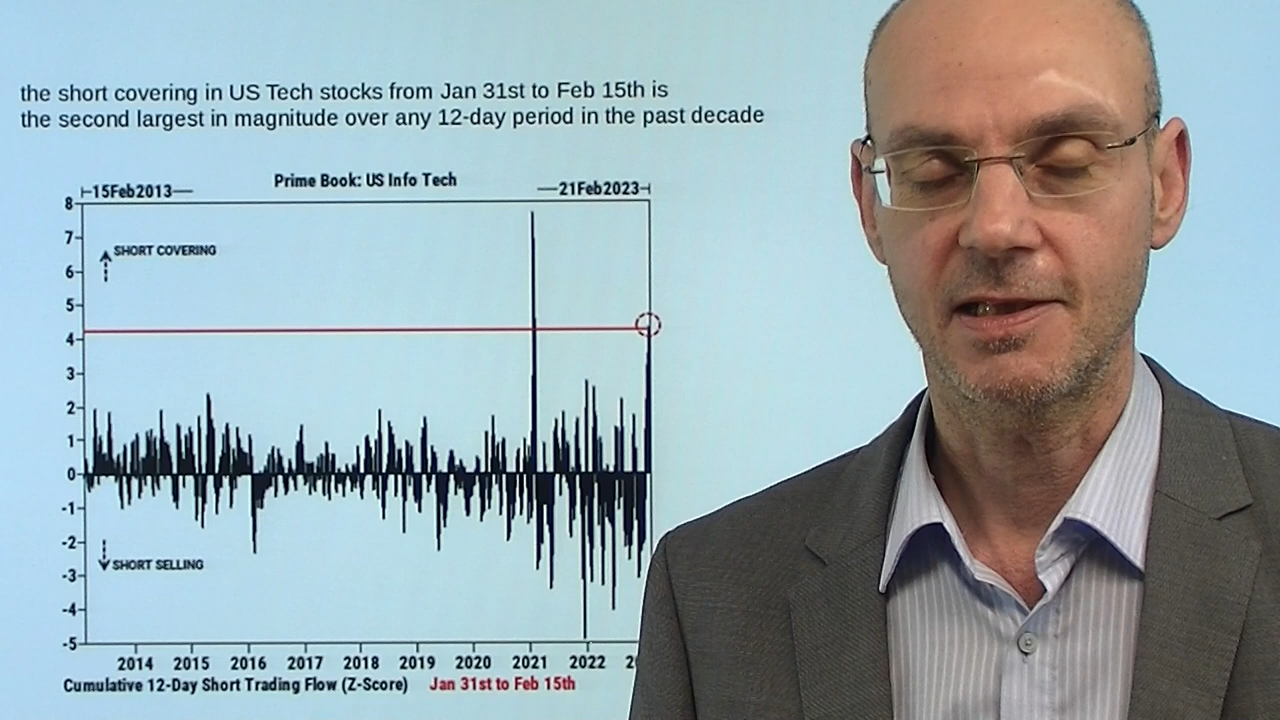 the short covering in US Tech stocks from Jan 31st to Feb 15th is
the second largest in magnitude over any 12-day period in the past decade
Prime Book: US Info Tech
15Feb2013
21Feb2023
8
7
SHORT COVERING
6
5
4
3
2
1
0
-1
-2
SHORT SELLING
-3
-4
-5
2014 2015 2016 2017 2018 2019 2020 2021 2022
Cumulative 12-Day Short Trading Flow (Z-Score) Jan 31st to Feb 15th